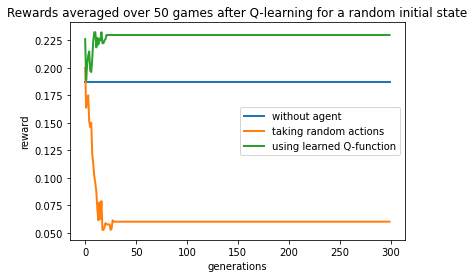 Rewards averaged over 50 games after Q-learning for a random initial state
0.225
0.200
0.175
0.150
0.125
0.100
0.075
0.050
reward
without agent
taking random actions
using learned Q-function
0 50 100 150 200 250 300
generations